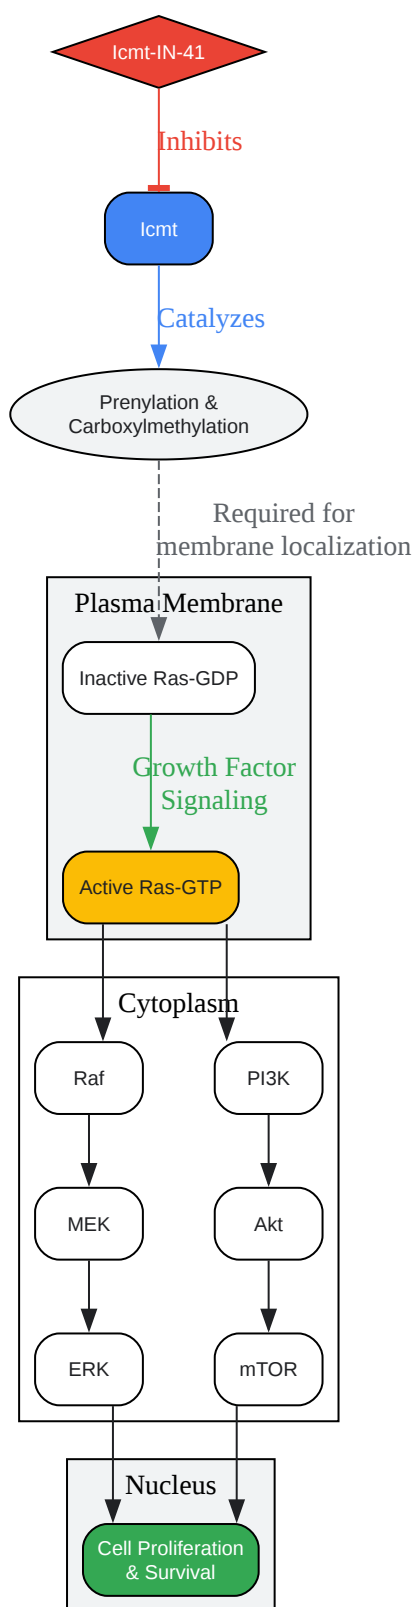 Icmt-IN-41
Inhibits
Icmt
Catalyzes
Prenylation &
Carboxylmethylation
Required for
membrane localization
Plasma Membrane
Inactive Ras-GDP
Growth Factor
Signaling
Active Ras-GTP
Cytoplasm
Raf
PI3K
MEK
Akt
ERK
mTOR
Nucleus
Cell Proliferation
& Survival